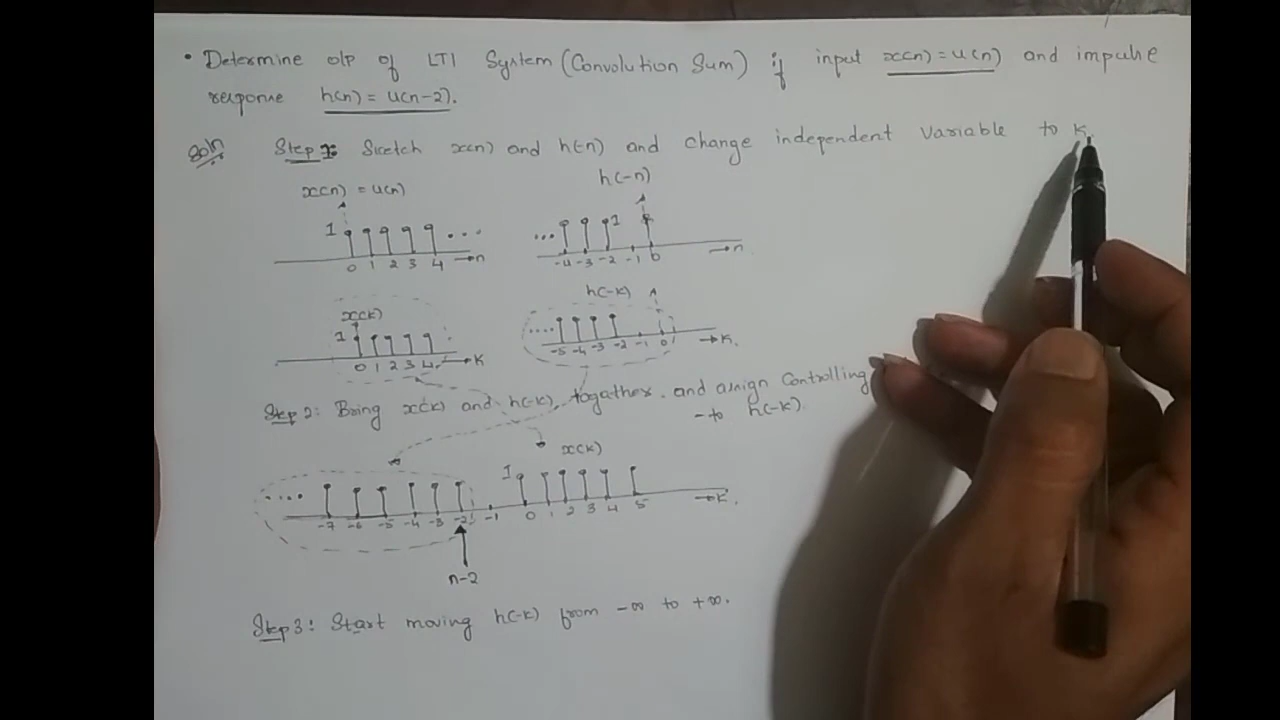 • Determine o/p of LTI System (Convolution Sum) if input x(n) = u(n) and impulse
response h(n) = u(n-2).
Soln Step 1: Sketch x(n) and h(-n) and change independent variable to K.
x(n) = u(n) h(-n)
1 ... ... 1
0 1 2 3 4 →n -4 -3 -2 -1 0 →n
x(k) h(-k)
1 ....
0 1 2 3 4 →K -5 -4 -3 -2 -1 0 1 →K.
Step 2: Bring x(k) and h(-k) together and assign Controlling
- to h(-k).
x(k)
.... 1
-7 -6 -5 -4 -3 -2 -1 0 1 2 3 4 5 →K.
n-2
Step 3: Start moving h(-k) from -∞ to +∞.